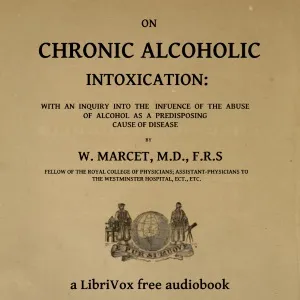 ON
CHRONIC ALCOHOLIC
INTOXICATION:
WITH AN INQUIRY INTO THE INFUENCE OF THE ABUSE
OF ALCOHOL AS A PREDISPOSING
CAUSE OF DISEASE
BY
W. MARCET, M.D., F.R.S
FELLOW OF THE ROYAL COLLEGE OF PHYSICIANS; ASSISTANT-PHYSICIANS TO
THE WESTMINSTER HOSPITAL, ECT., ETC.
a LibriVox free audiobook